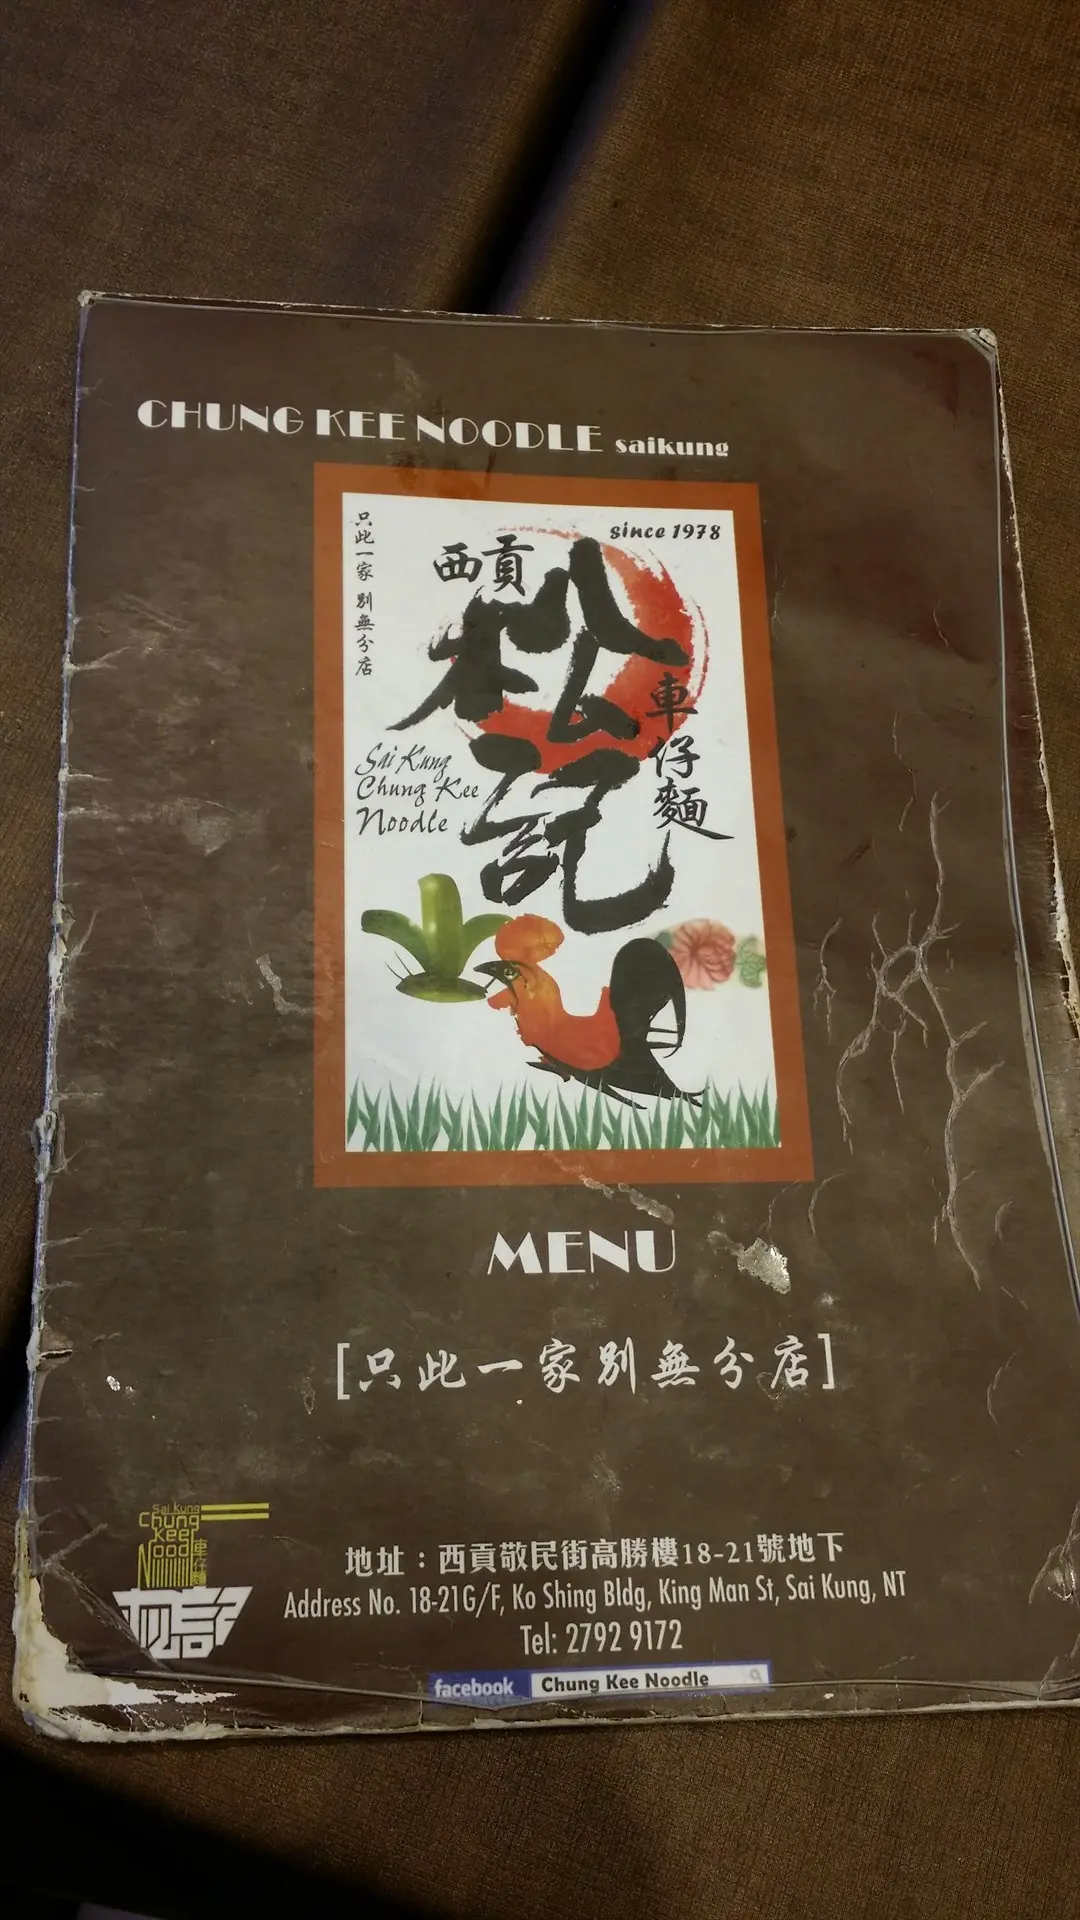 CHUNG KEE NOODLE saikung
since 1978
只此一家 別無分店
西貢
松記
車仔麵
Sai Kung
Chung Kee
Noodle
MENU
[只此一家別無分店]
Sai Kung
Chung
Kee
Nood
車仔麵
松記
地址：西貢敬民街高勝樓18-21號地下
Address No. 18-21G/F, Ko Shing Bldg, King Man St, Sai Kung, NT
Tel: 2792 9172
facebook Chung Kee Noodle